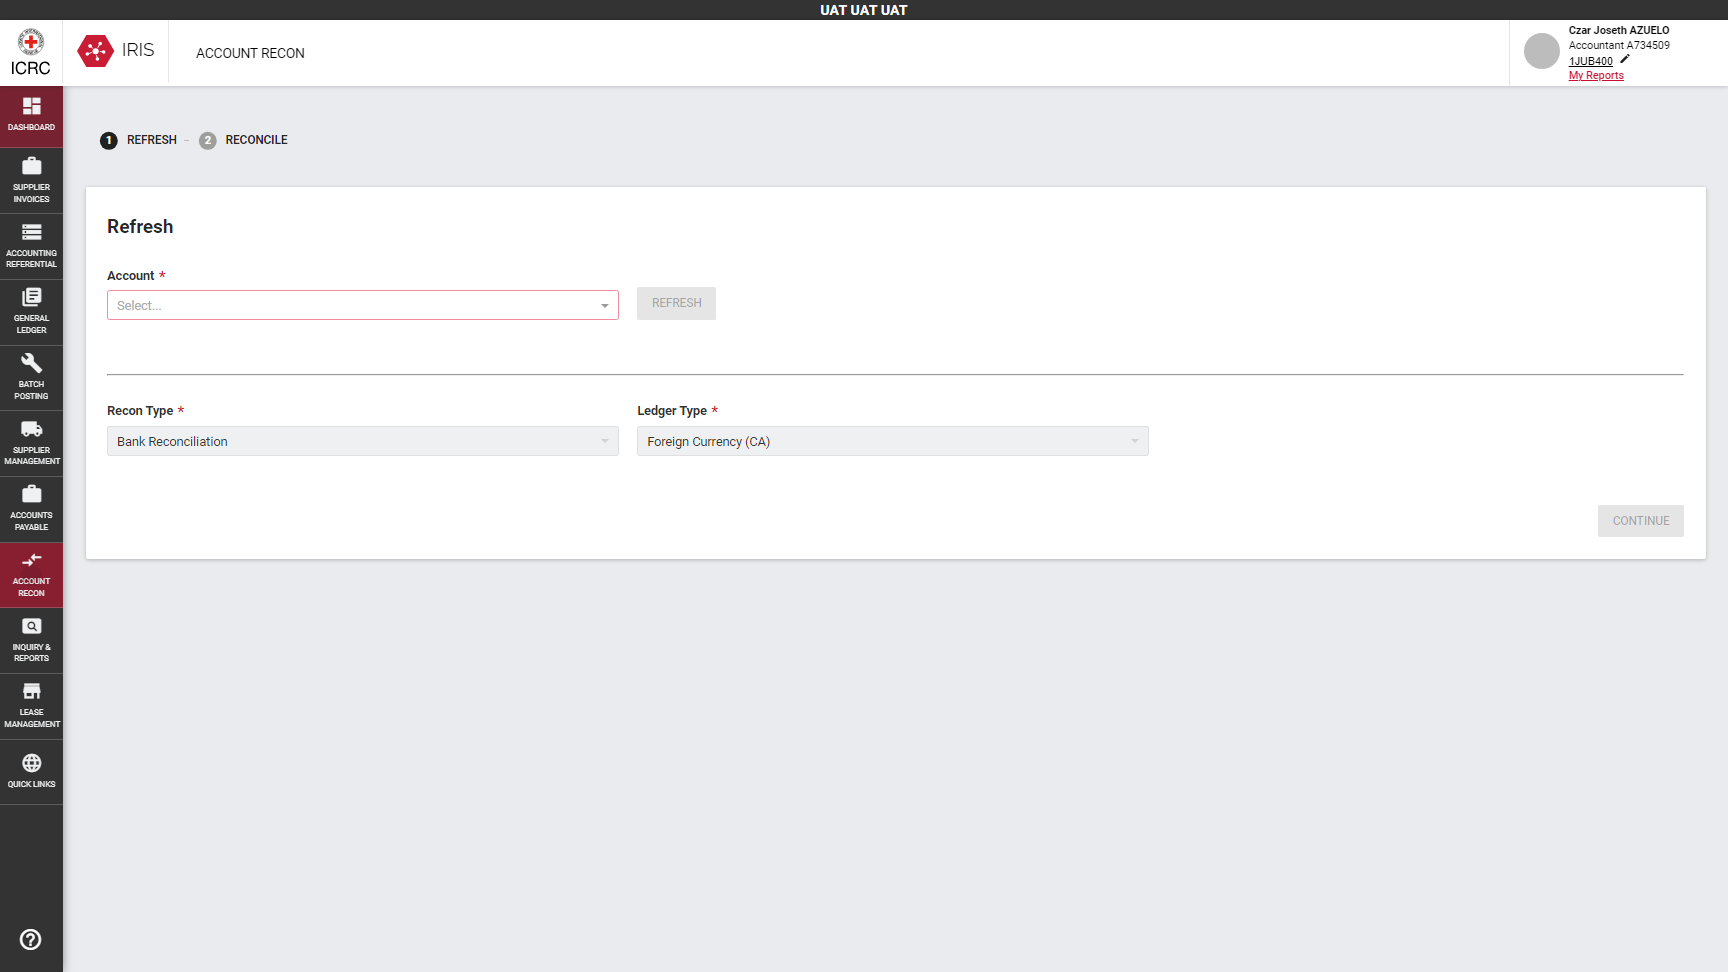 UAT UAT UAT
ICRC
IRIS
ACCOUNT RECON
Czar Joseth AZUELO
Accountant A734509
1JUB400
My Reports
DASHBOARD
SUPPLIER
INVOICES
ACCOUNTING
REFERENTIAL
GENERAL
LEDGER
BATCH
POSTING
SUPPLIER
MANAGEMENT
ACCOUNTS
PAYABLE
ACCOUNT
RECON
INQUIRY &
REPORTS
LEASE
MANAGEMENT
QUICK LINKS
1 REFRESH – 2 RECONCILE
Refresh
Account *
Select...
REFRESH
Recon Type * Ledger Type *
Bank Reconciliation Foreign Currency (CA)
CONTINUE